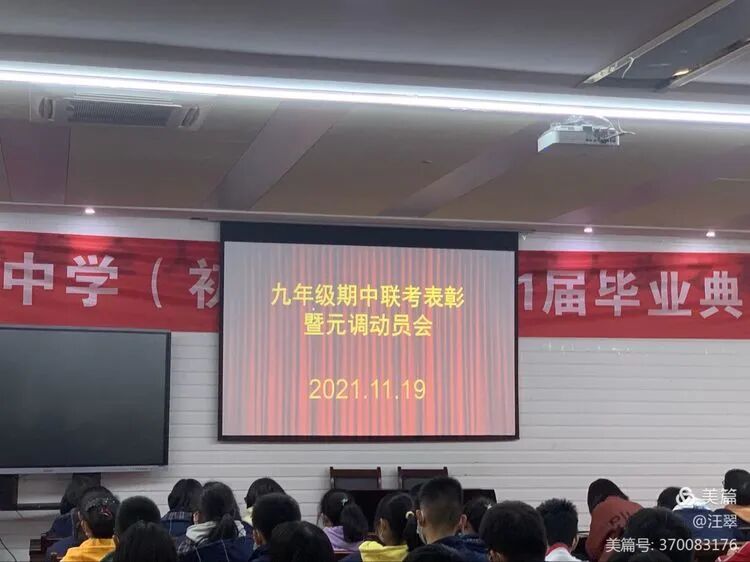 中学（初
1届毕业典
九年级期中联考表彰
暨元调动员会
2021.11.19
美篇
@汪翠
美篇号: 370083176